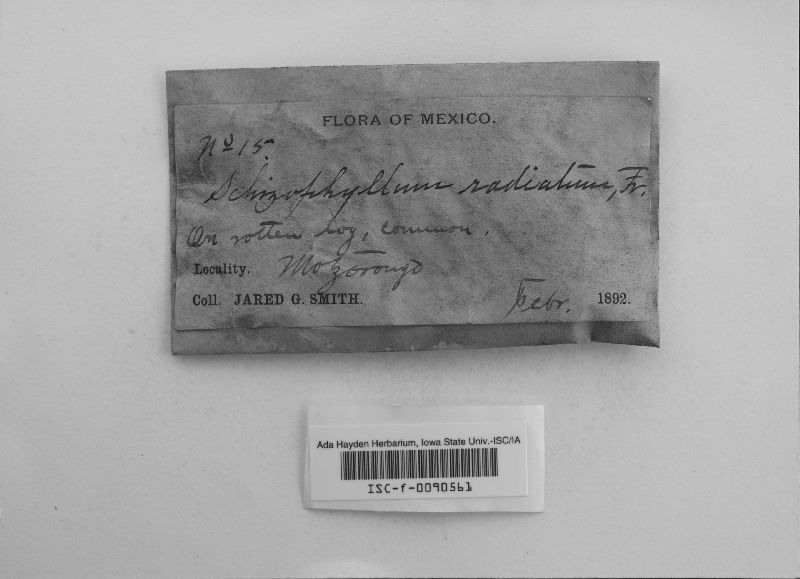 FLORA OF MEXICO.
No 15.
Schizophyllum radiatum, Fr.
On rotten log, common.
Locality. Motzorongo
Coll. JARED G. SMITH. Febr. 1892.
Ada Hayden Herbarium, Iowa State Univ.-ISC/IA
ISC-f-0090561